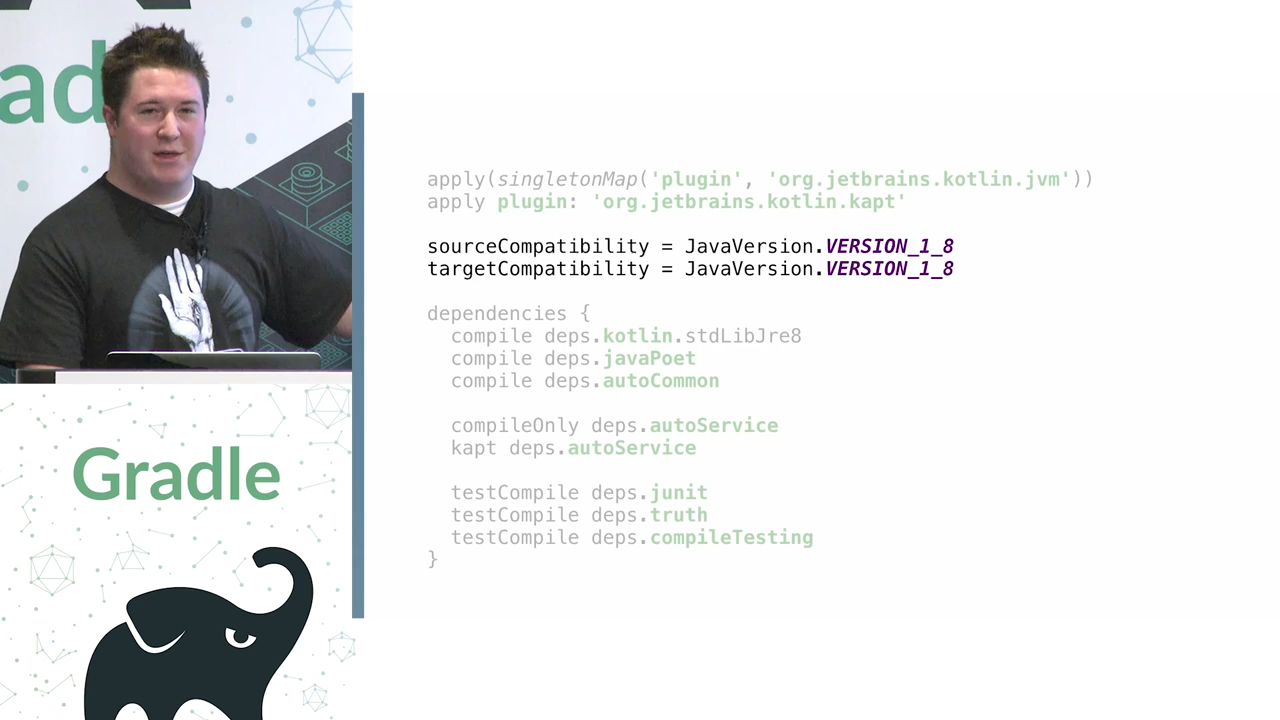 ad
Gradle
apply(singletonMap('plugin', 'org.jetbrains.kotlin.jvm'))
apply plugin: 'org.jetbrains.kotlin.kapt'
sourceCompatibility = JavaVersion.VERSION_1_8
targetCompatibility = JavaVersion.VERSION_1_8
dependencies {
compile deps.kotlin.stdLibJre8
compile deps.javaPoet
compile deps.autoCommon
compileOnly deps.autoService
kapt deps.autoService
testCompile deps.junit
testCompile deps.truth
testCompile deps.compileTesting
}